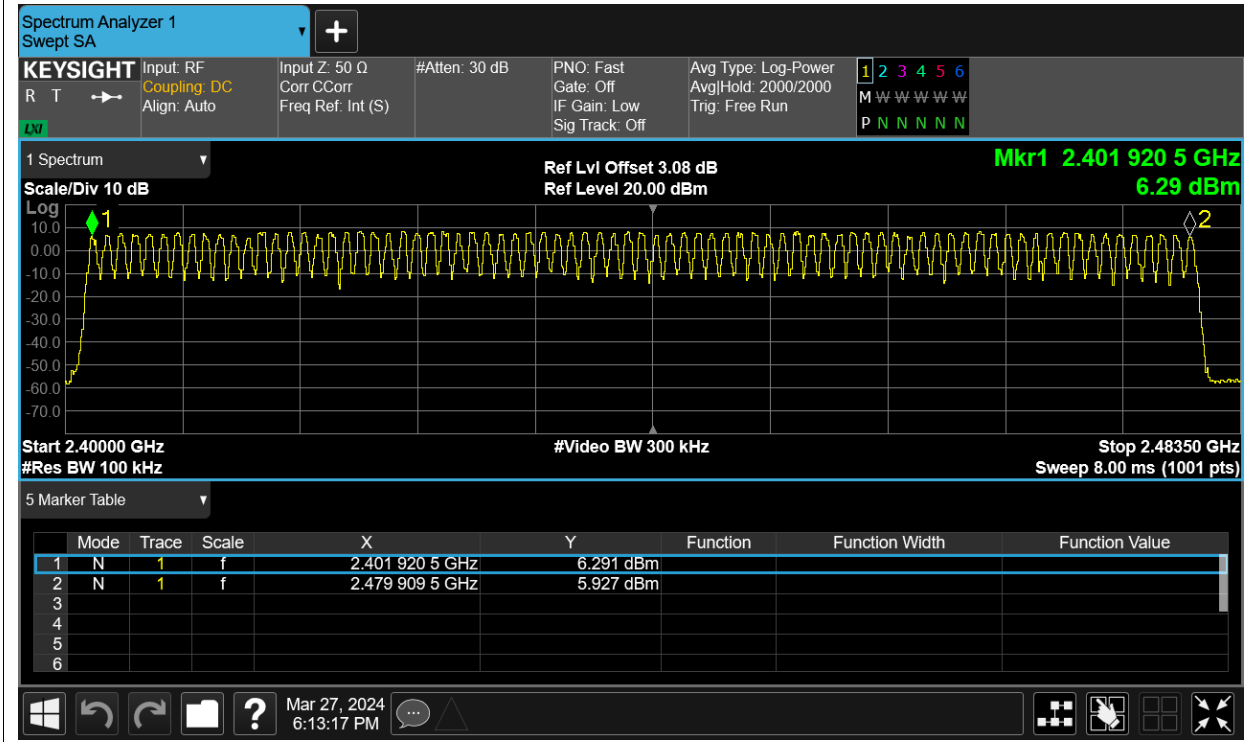 Spectrum Analyzer 1
Swept SA
+
KEYSIGHT Input: RF Input Z: 50 Ω #Atten: 30 dB PNO: Fast Avg Type: Log-Power 1 2 3 4 5 6
R T Coupling: DC Corr CCorr Gate: Off Avg|Hold: 2000/2000 M W W W W W
Align: Auto Freq Ref: Int (S) IF Gain: Low Trig: Free Run
LXI Sig Track: Off P N N N N N
1 Spectrum Ref Lvl Offset 3.08 dB Mkr1 2.401 920 5 GHz
Scale/Div 10 dB Ref Level 20.00 dBm 6.29 dBm
Log 1 2
10.0
0.00
-10.0
-20.0
-30.0
-40.0
-50.0
-60.0
-70.0
Start 2.40000 GHz #Video BW 300 kHz Stop 2.48350 GHz
#Res BW 100 kHz Sweep 8.00 ms (1001 pts)
5 Marker Table
Mode Trace Scale X Y Function Function Width Function Value
1 N 1 f 2.401 920 5 GHz 6.291 dBm
2 N 1 f 2.479 909 5 GHz 5.927 dBm
3
4
5
6
? Mar 27, 2024
6:13:17 PM